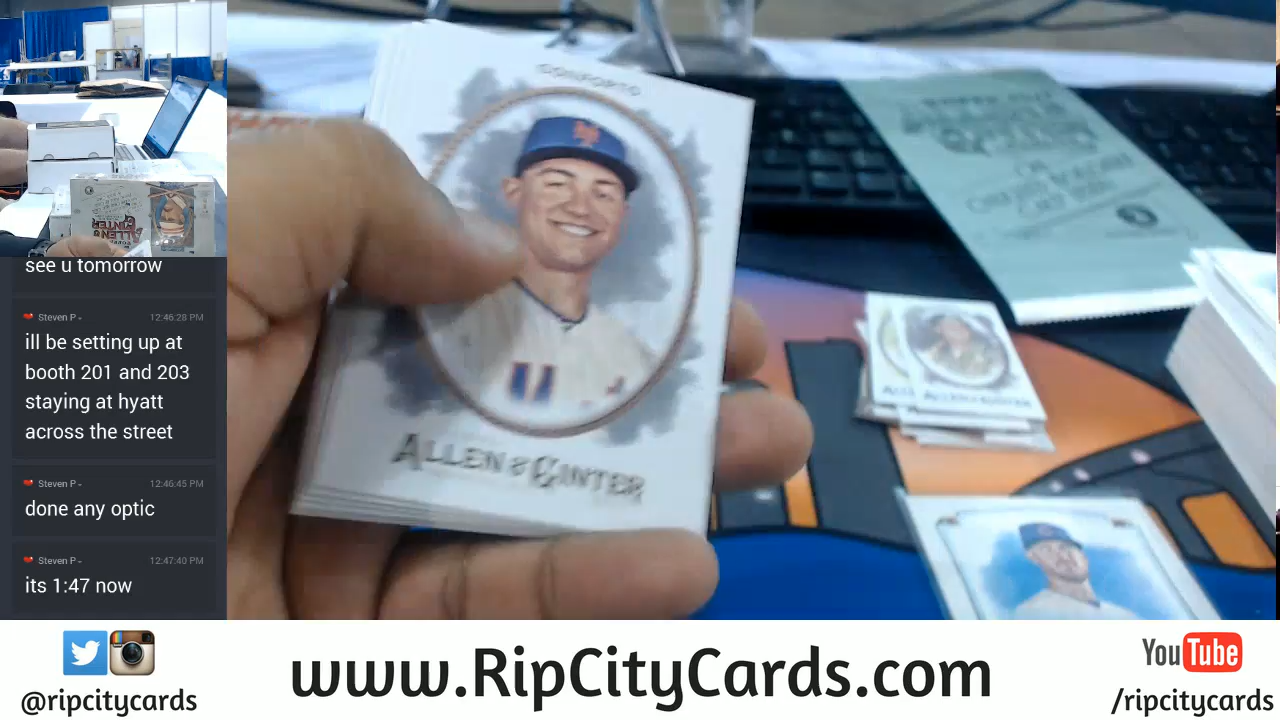 see u tomorrow
Steven P 12:46:28 PM
ill be setting up at
booth 201 and 203
staying at hyatt
across the street
Steven P 12:46:45 PM
done any optic
Steven P 12:47:40 PM
its 1:47 now
CONFORTO
ALLEN & GINTER
ALLEN & GINTER
@ripcitycards
www.RipCityCards.com
YouTube
/ripcitycards